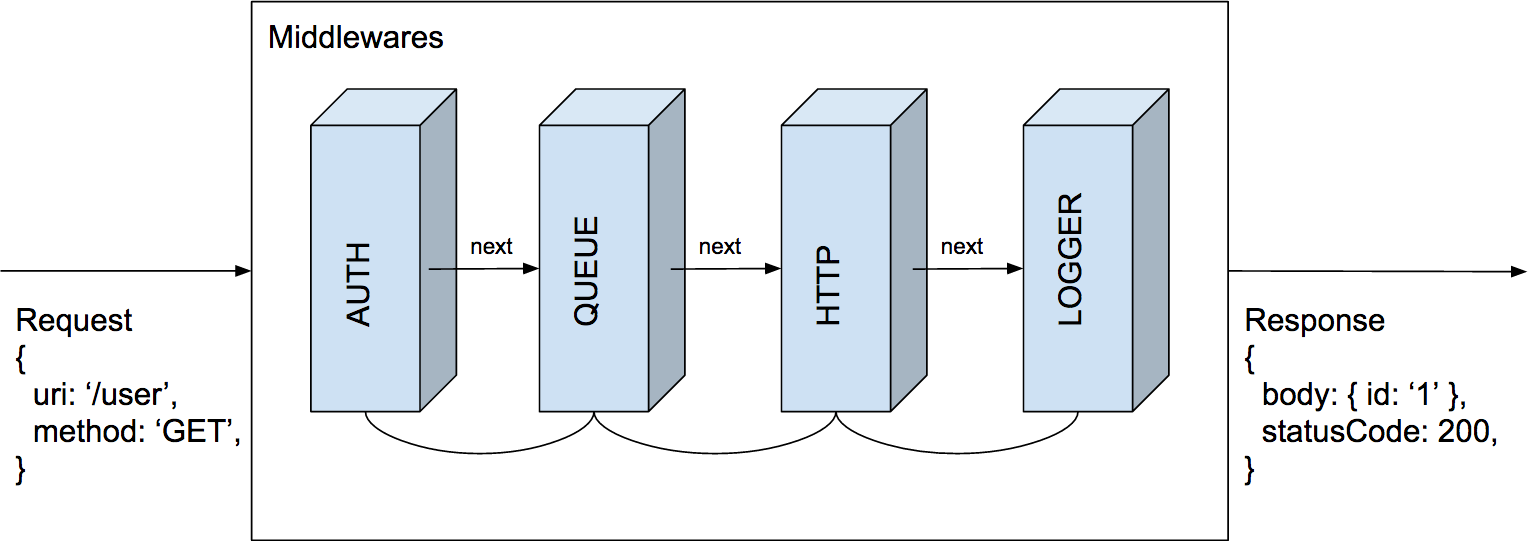 Middlewares
AUTH
next
QUEUE
next
HTTP
next
LOGGER
Request
{
uri: ‘/user’,
method: ‘GET’,
}
Response
{
body: { id: ‘1’ },
statusCode: 200,
}